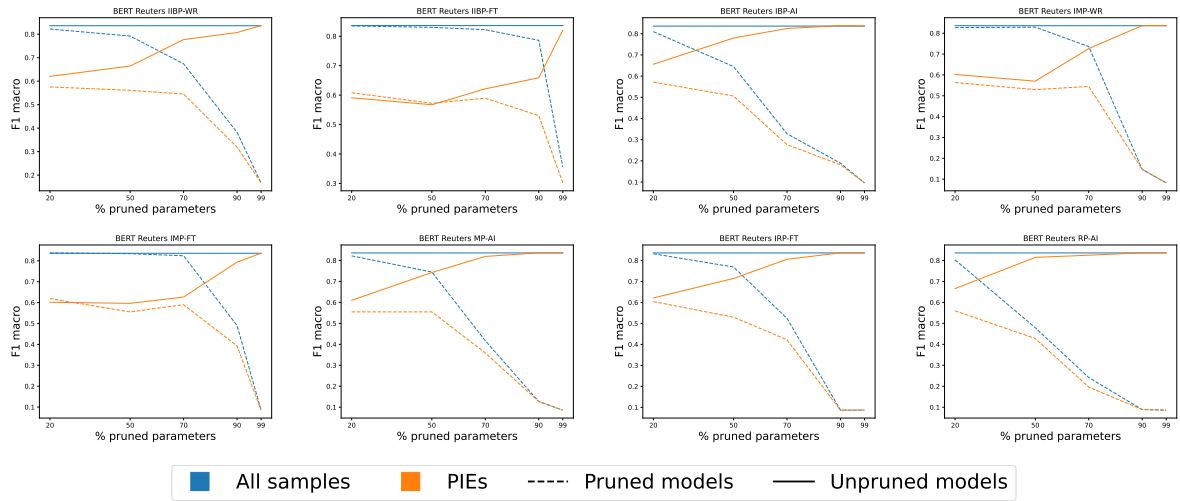 BERT Reuters IIBP-WR
F1 macro
0.8
0.7
0.6
0.5
0.4
0.3
0.2
20 50 70 90 99
% pruned parameters
BERT Reuters IIBP-FT
F1 macro
0.8
0.7
0.6
0.5
0.4
0.3
20 50 70 90 99
% pruned parameters
BERT Reuters IBP-AI
F1 macro
0.8
0.7
0.6
0.5
0.4
0.3
0.2
0.1
20 50 70 90 99
% pruned parameters
BERT Reuters IMP-WR
F1 macro
0.8
0.7
0.6
0.5
0.4
0.3
0.2
0.1
20 50 70 90 99
% pruned parameters
BERT Reuters IMP-FT
F1 macro
0.8
0.7
0.6
0.5
0.4
0.3
0.2
0.1
20 50 70 90 99
% pruned parameters
BERT Reuters MP-AI
F1 macro
0.8
0.7
0.6
0.5
0.4
0.3
0.2
0.1
20 50 70 90 99
% pruned parameters
BERT Reuters IRP-FT
F1 macro
0.8
0.7
0.6
0.5
0.4
0.3
0.2
0.1
20 50 70 90 99
% pruned parameters
BERT Reuters RP-AI
F1 macro
0.8
0.7
0.6
0.5
0.4
0.3
0.2
0.1
20 50 70 90 99
% pruned parameters
All samples PIEs Pruned models Unpruned models